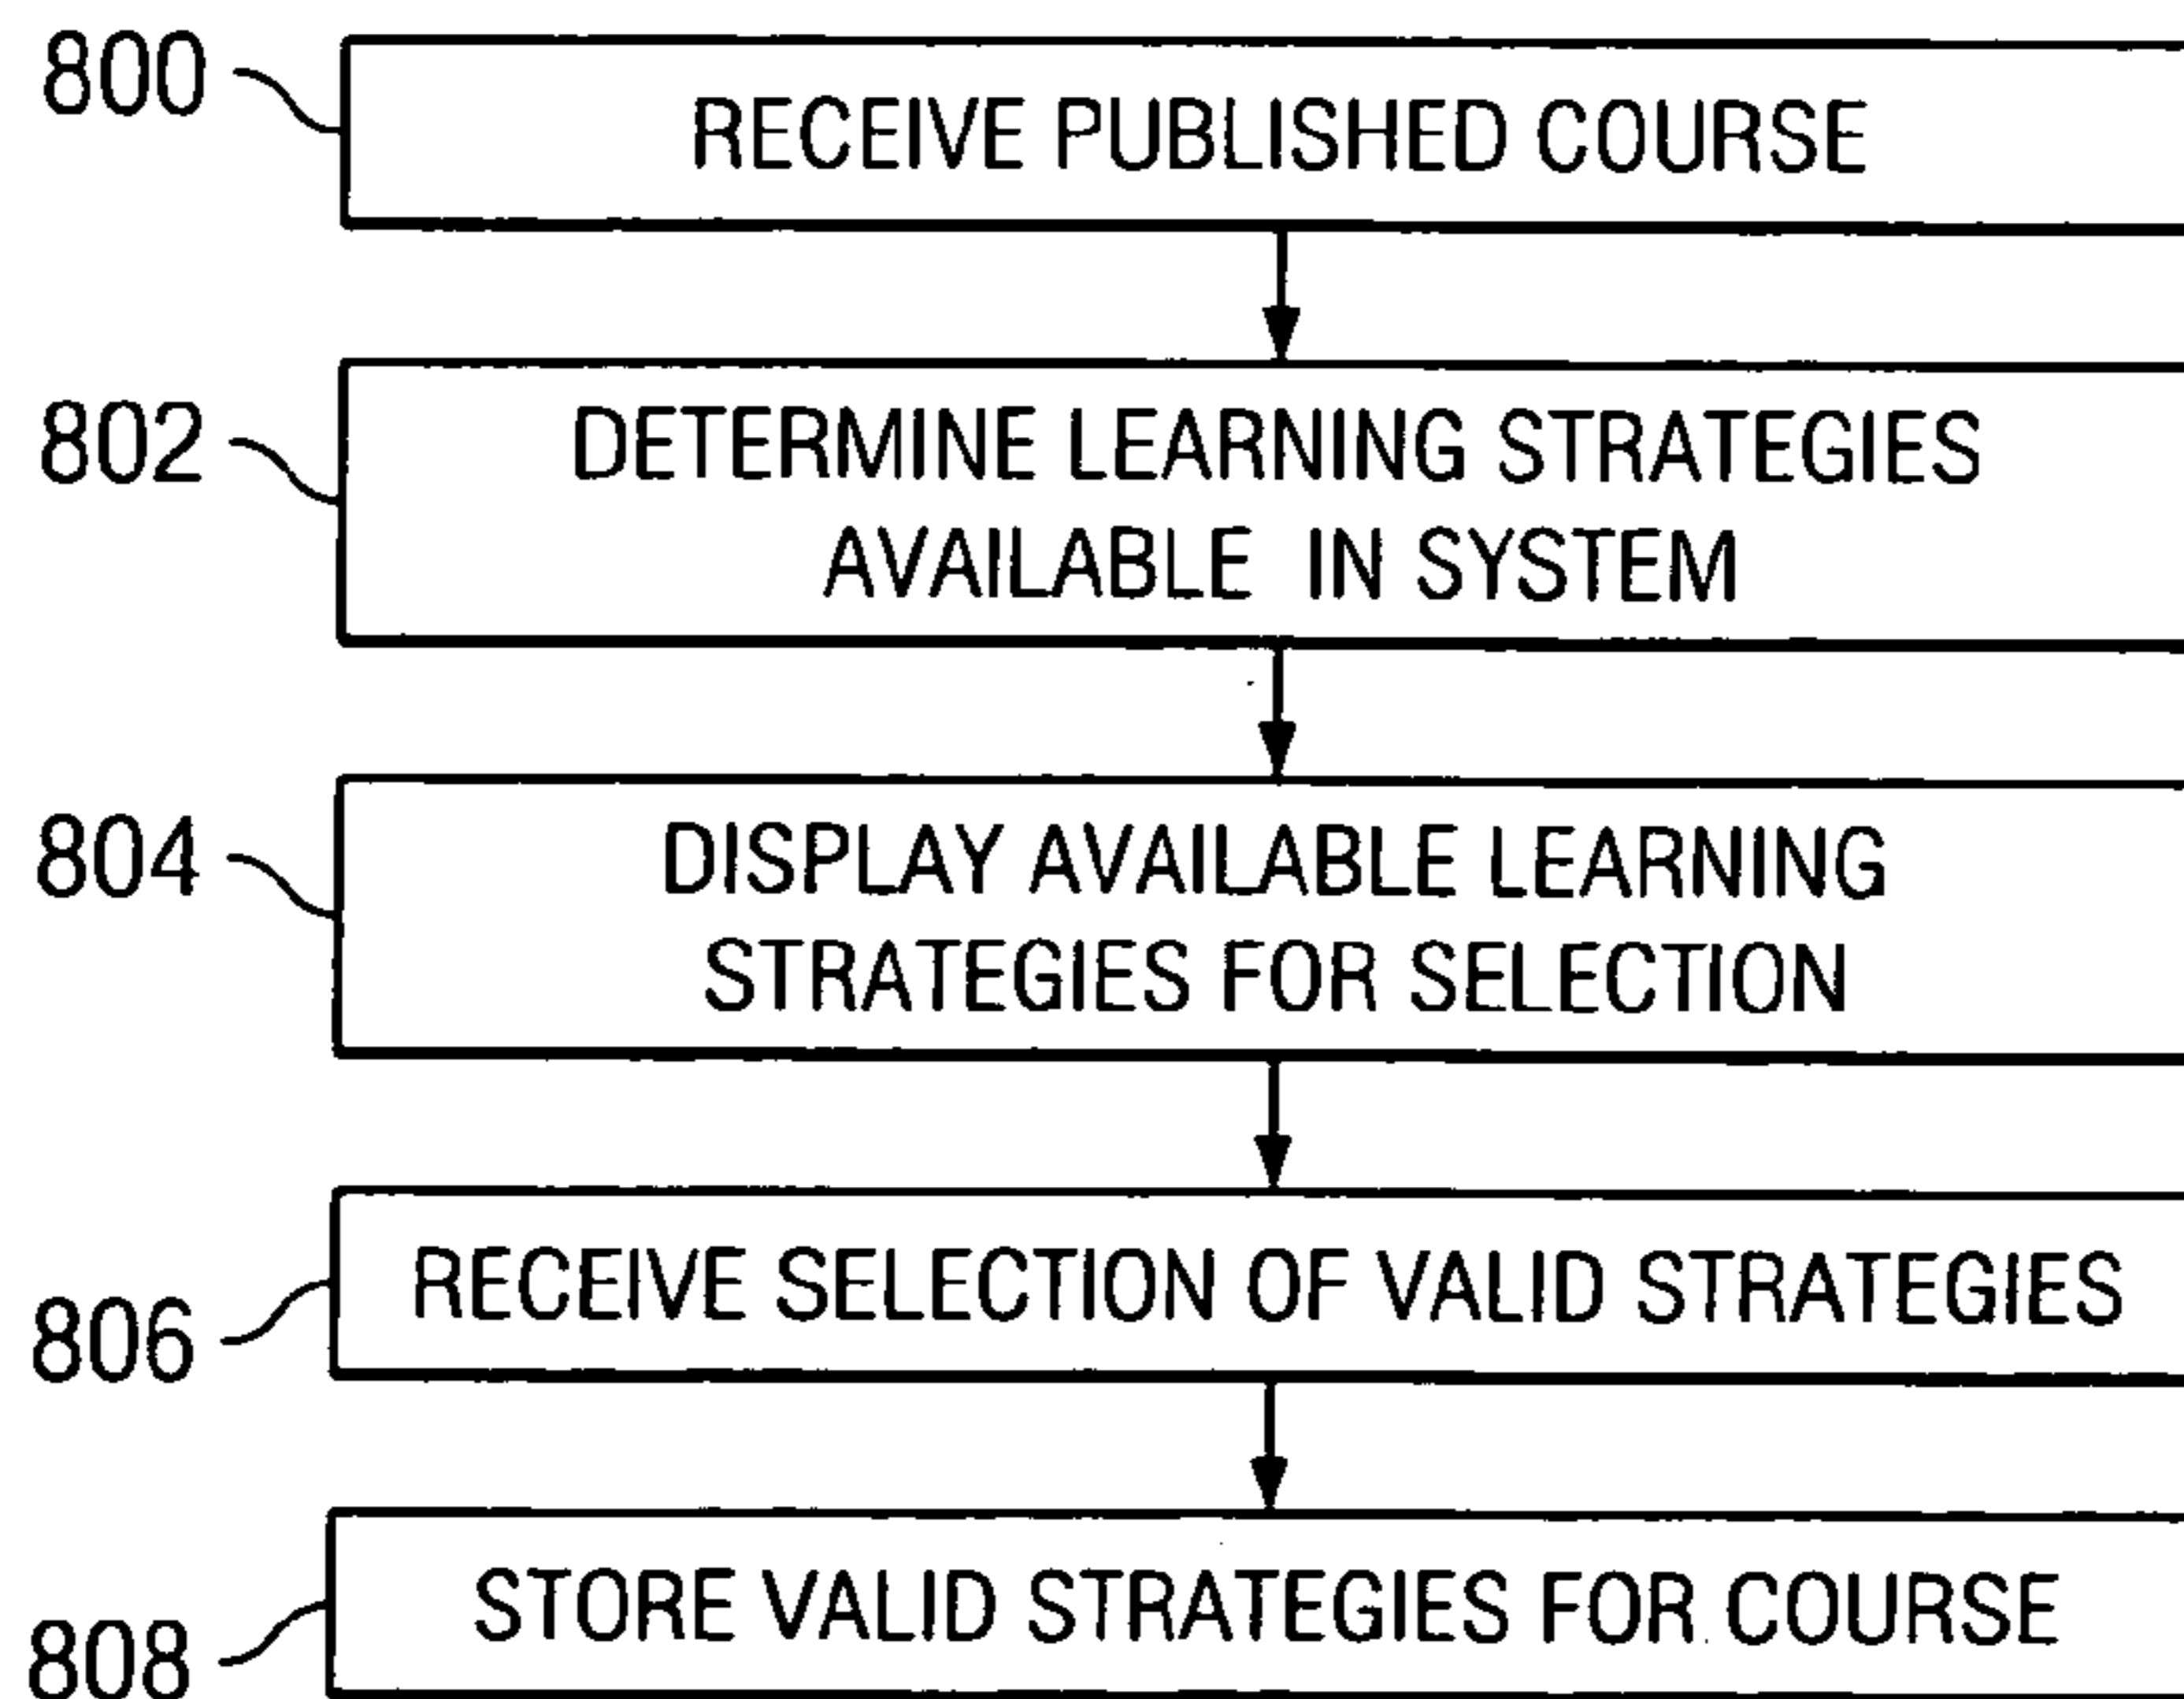 800
RECEIVE PUBLISHED COURSE
802
DETERMINE LEARNING STRATEGIES
AVAILABLE IN SYSTEM
804
DISPLAY AVAILABLE LEARNING
STRATEGIES FOR SELECTION
806
RECEIVE SELECTION OF VALID STRATEGIES
808
STORE VALID STRATEGIES FOR COURSE